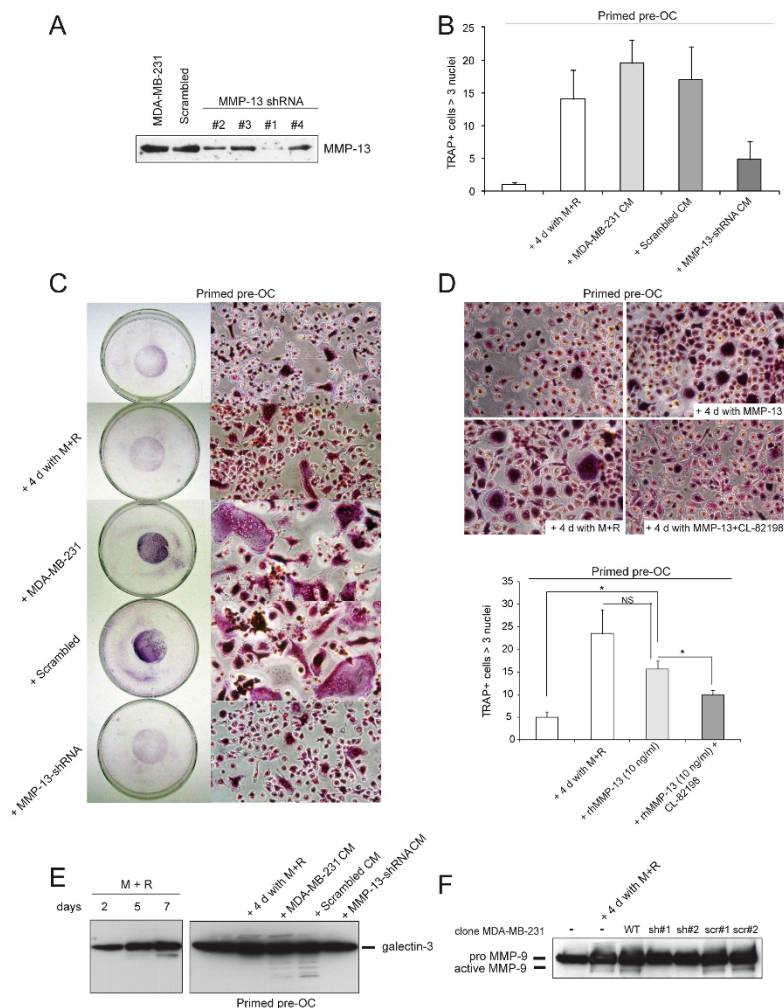 A
MDA-MB-231
Scrambled
MMP-13 shRNA
#2 #3 #1 #4
MMP-13
B
Primed pre-OC
TRAP+ cells > 3 nuclei
25
20
15
10
5
0
+ 4 d with M+R
+ MDA-MB-231 CM
+ Scrambled CM
+ MMP-13-shRNA CM
C
Primed pre-OC
+ 4 d with M+R
+ MDA-MB-231
+ Scrambled
+ MMP-13-shRNA
D
Primed pre-OC
+ 4 d with MMP-13
+ 4 d with M+R
+ 4 d with MMP-13+CL-82198
Primed pre-OC
TRAP+ cells > 3 nuclei
35
30
25
20
15
10
5
0
*
NS
*
+ 4 d with M+R
+ rhMMP-13 (10 ng/ml)
+ rhMMP-13 (10 ng/ml) +
CL-82198
E
M + R
days 2 5 7
+ 4 d with M+R
+ MDA-MB-231 CM
+ Scrambled CM
+ MMP-13-shRNACM
galectin-3
Primed pre-OC
F
+ 4 d with M+R
clone MDA-MB-231 - - WT sh#1 sh#2 scr#1 scr#2
pro MMP-9
active MMP-9